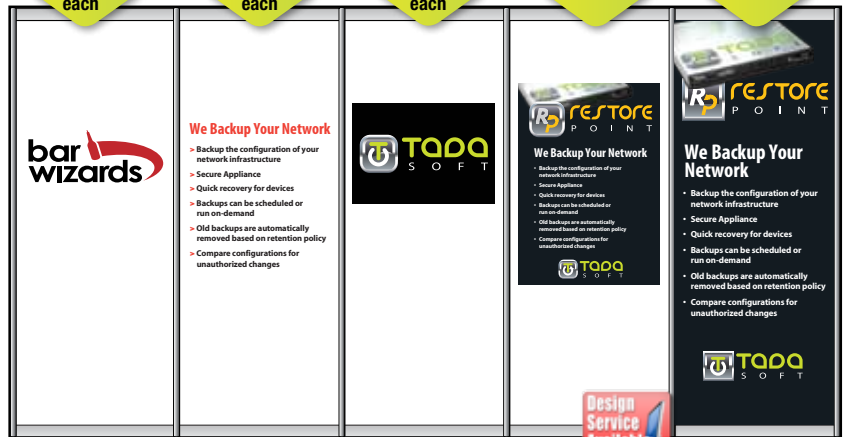 each
each
each
bar
wizards
We Backup Your Network
> Backup the configuration of your
network infrastructure
> Secure Appliance
> Quick recovery for devices
> Backups can be scheduled or
run on-demand
> Old backups are automatically
removed based on retention policy
> Compare configurations for
unauthorized changes
TADA
SOFT
RP RESTORE
POINT
We Backup Your Network
• Backup the configuration of your
network infrastructure
• Secure Appliance
• Quick recovery for devices
• Backups can be scheduled or
run on-demand
• Old backups are automatically
removed based on retention policy
• Compare configurations for
unauthorized changes
TADA
SOFT
RP RESTORE
POINT
We Backup Your
Network
• Backup the configuration of your
network infrastructure
• Secure Appliance
• Quick recovery for devices
• Backups can be scheduled or
run on-demand
• Old backups are automatically
removed based on retention policy
• Compare configurations for
unauthorized changes
TADA
SOFT
Design
Service